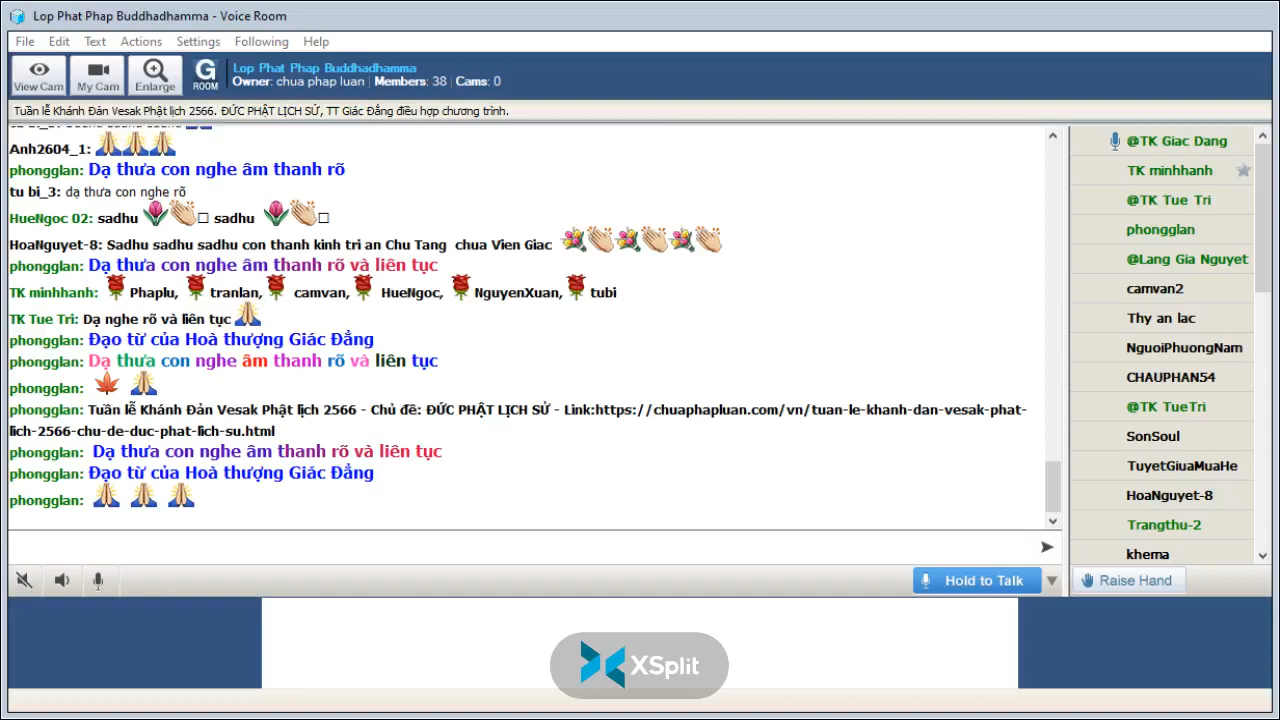 Lop Phat Phap Buddhadhamma - Voice Room
File Edit Text Actions Settings Following Help
View Cam My Cam Enlarge G ROOM
Lop Phat Phap Buddhadhamma
Owner: chua phap luan | Members: 38 | Cams: 0
Tuần lễ Khánh Đản Vesak Phật lịch 2566. ĐỨC PHẬT LỊCH SỬ, TT Giác Đẳng điều hợp chương trình.
Anh2604_1:
phongglan: Dạ thưa con nghe âm thanh rõ
tu bi_3: dạ thưa con nghe rõ
HueNgoc 02: sadhu sadhu
HoaNguyet-8: Sadhu sadhu sadhu con thanh kinh tri an Chu Tang chua Vien Giac
phongglan: Dạ thưa con nghe âm thanh rõ và liên tục
TK minhhanh: Phaplu, tranlan, camvan, HueNgoc, NguyenXuan, tubi
TK Tue Tri: Dạ nghe rõ và liên tục
phongglan: Đạo từ của Hoà thượng Giác Đẳng
phongglan: Dạ thưa con nghe âm thanh rõ và liên tục
phongglan:
phongglan: Tuần lễ Khánh Đản Vesak Phật lịch 2566 - Chủ đề: ĐỨC PHẬT LỊCH SỬ - Link:https://chuaphapluan.com/vn/tuan-le-khanh-dan-vesak-phat-
lich-2566-chu-de-duc-phat-lich-su.html
phongglan: Dạ thưa con nghe âm thanh rõ và liên tục
phongglan: Đạo từ của Hoà thượng Giác Đẳng
phongglan:
@TK Giac Dang
TK minhhanh
@TK Tue Tri
phongglan
@Lang Gia Nguyet
camvan2
Thy an lac
NguoiPhuongNam
CHAUPHAN54
@TK TueTri
SonSoul
TuyetGiuaMuaHe
HoaNguyet-8
Trangthu-2
khema
Hold to Talk
Raise Hand
XSplit